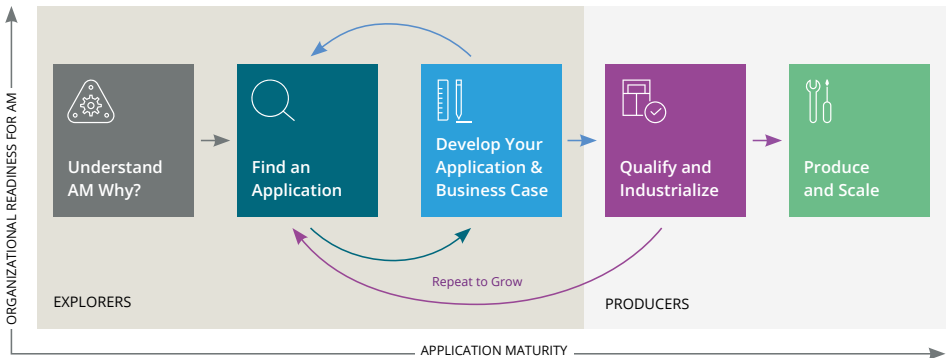 ORGANIZATIONAL READINESS FOR AM
Understand
AM Why?
Find an
Application
Develop Your
Application &
Business Case
Qualify and
Industrialize
Produce
and Scale
Repeat to Grow
EXPLORERS
PRODUCERS
APPLICATION MATURITY